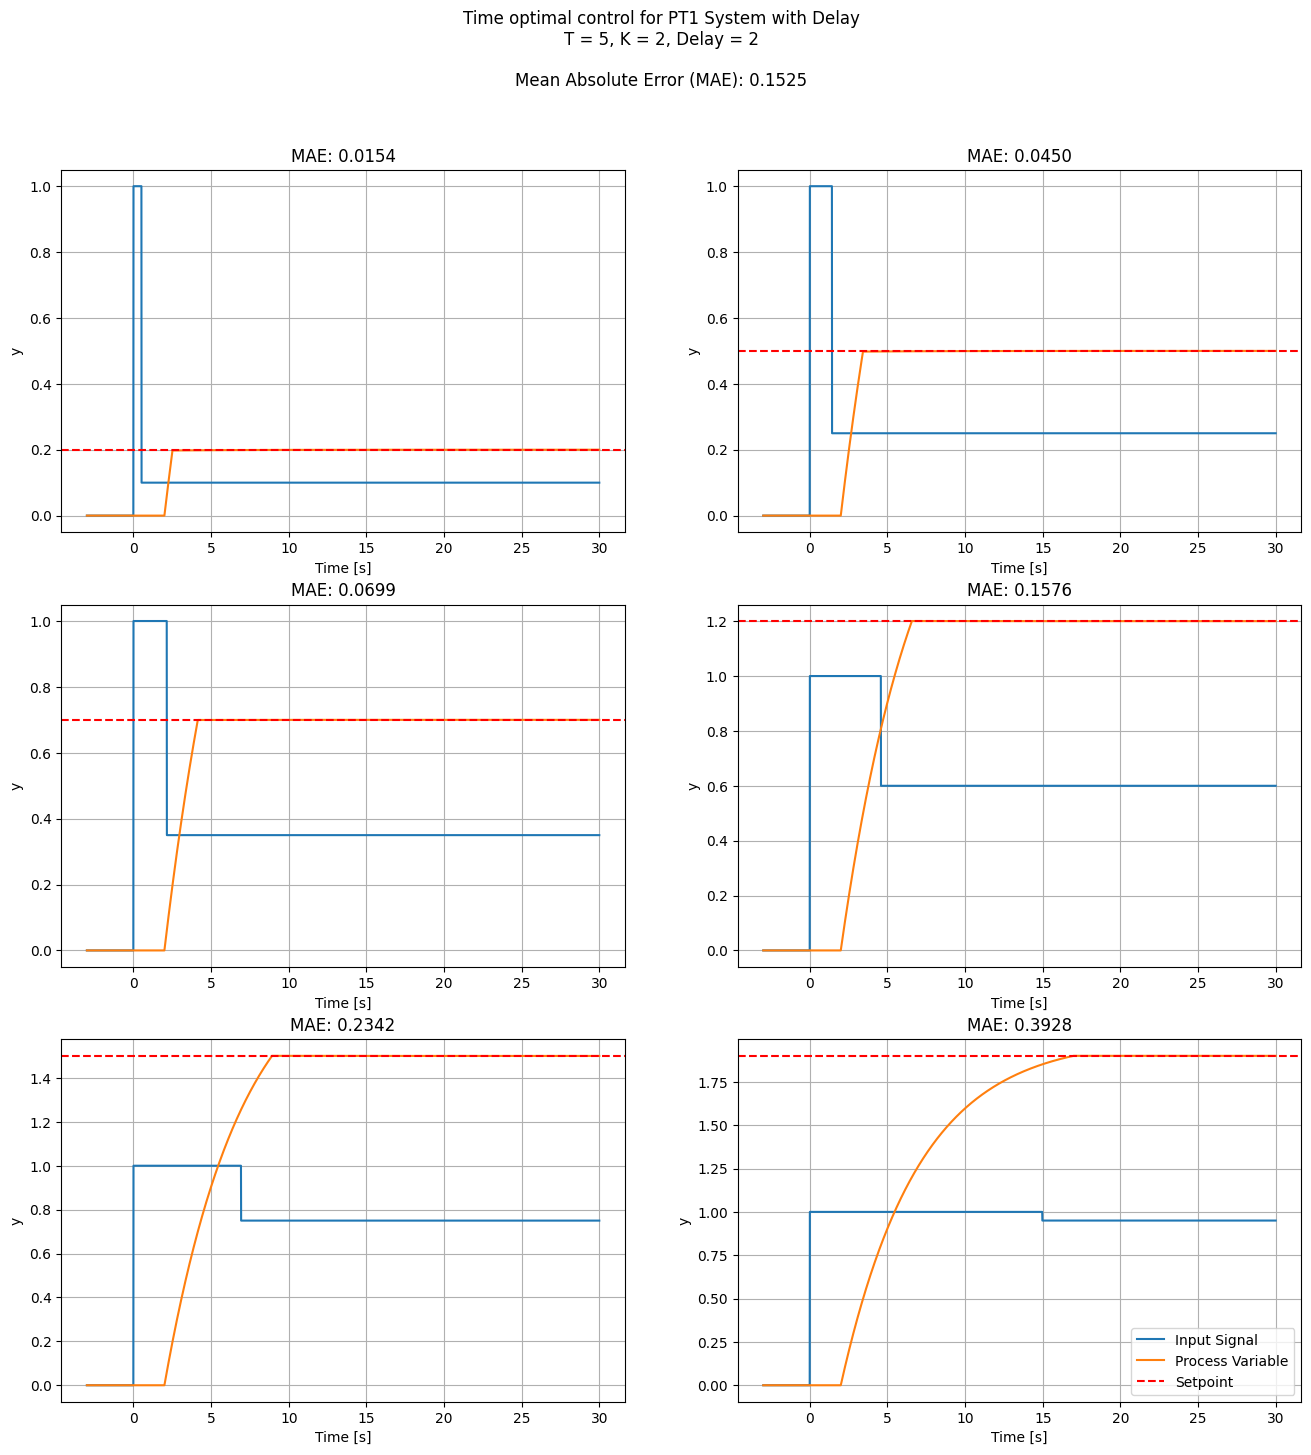 Time optimal control for PT1 System with Delay
T = 5, K = 2, Delay = 2
Mean Absolute Error (MAE): 0.1525
MAE: 0.0154
1.0
0.8
0.6
0.4
0.2
0.0
y
0 5 10 15 20 25 30
Time [s]
MAE: 0.0450
1.0
0.8
0.6
0.4
0.2
0.0
y
0 5 10 15 20 25 30
Time [s]
MAE: 0.0699
1.0
0.8
0.6
0.4
0.2
0.0
y
0 5 10 15 20 25 30
Time [s]
MAE: 0.1576
1.2
1.0
0.8
0.6
0.4
0.2
0.0
y
0 5 10 15 20 25 30
Time [s]
MAE: 0.2342
1.4
1.2
1.0
0.8
0.6
0.4
0.2
0.0
y
0 5 10 15 20 25 30
Time [s]
MAE: 0.3928
1.75
1.50
1.25
1.00
0.75
0.50
0.25
0.00
y
0 5 10 15 20 25 30
Time [s]
Input Signal
Process Variable
Setpoint